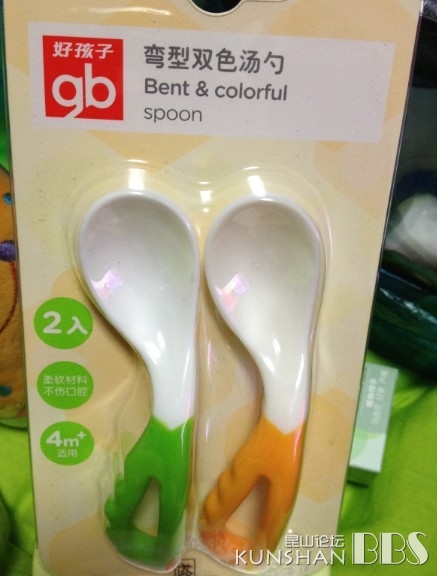 好孩子
gb
弯型双色汤勺
Bent & colorful
spoon
2入
柔软材料
不伤口腔
4m+
适用
昆山论坛
KUNSHAN BBS